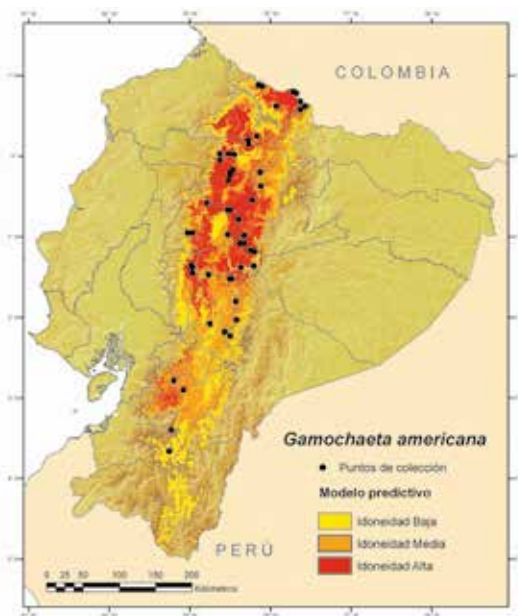 COLOMBIA
Gamochaeta americana
Puntos de colección
Modelo predictivo
Idoneidad Baja
Idoneidad Media
Idoneidad Alta
PERÚ
0 25 50 100 150 200
Kilometros